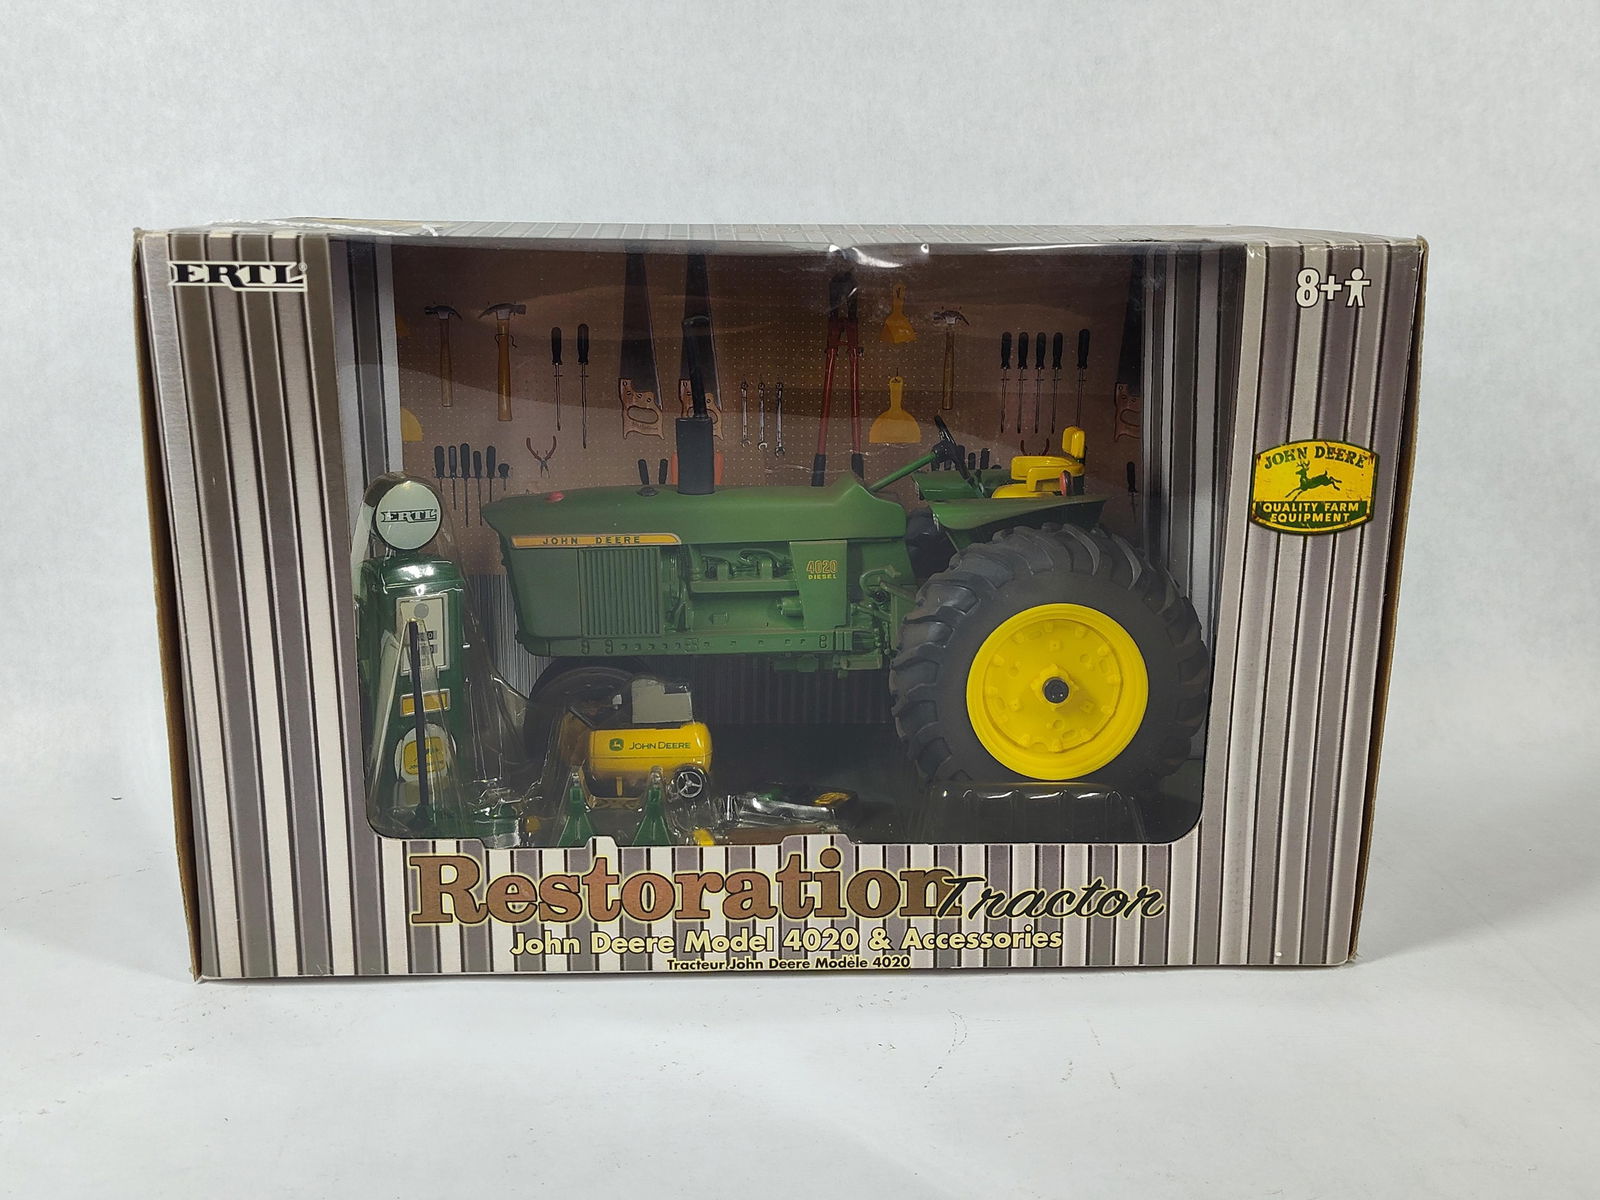 ERTL®
8+
JOHN DEERE
QUALITY FARM
EQUIPMENT
ERTL
JOHN DEERE
4020
DIESEL
JOHN DEERE
Restoration Tractor
John Deere Model 4020 & Accessories
Tracteur John Deere Modèle 4020